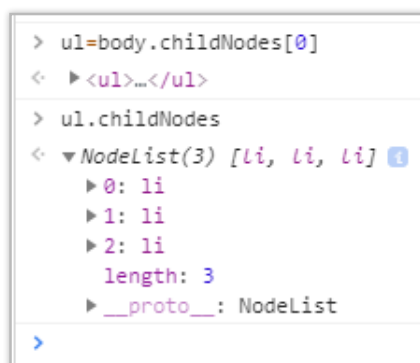 > ul=body.childNodes[0]
<· ▶<ul>…</ul>
> ul.childNodes
<· ▼NodeList(3) [li, li, li] i
▶0: li
▶1: li
▶2: li
length: 3
▶__proto__: NodeList
>